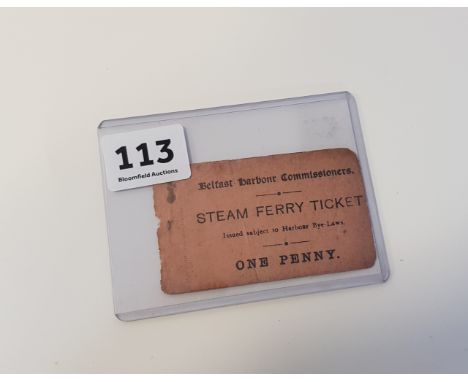 113
Bloomfield Auctions
Belfast Harbour Commissioners.
STEAM FERRY TICKET
Issued subject to Harbour Bye-Laws.
ONE PENNY.